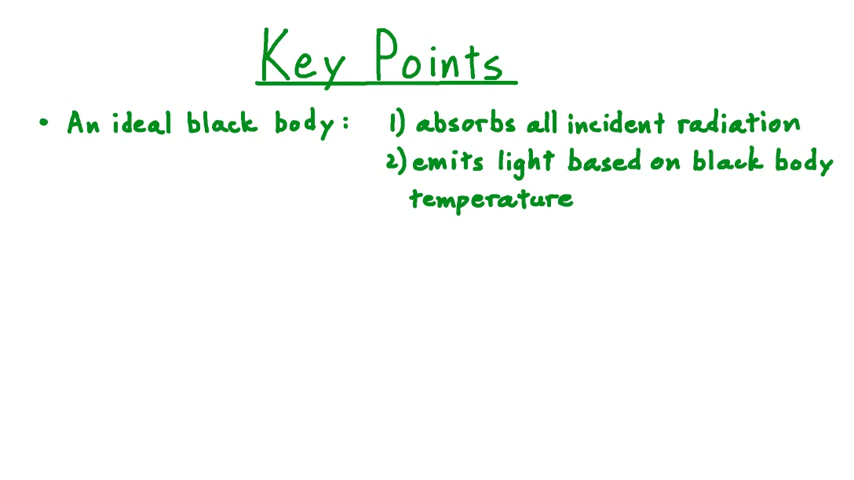 Key Points
• An ideal black body: 1) absorbs all incident radiation
2) emits light based on black body
temperature